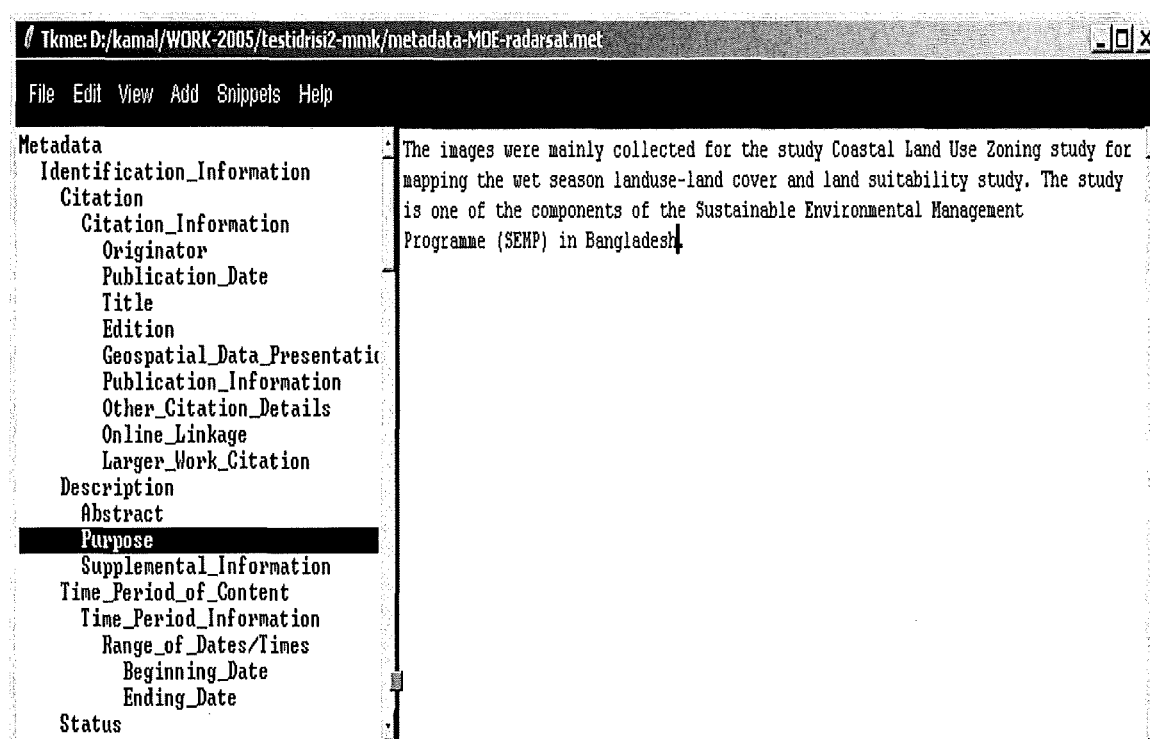 Tkme: D:/kamal/WORK-2005/testidrisi2-mmk/metadata-MOE-radarsat.met
File Edit View Add Snippets Help
Metadata
Identification_Information
Citation
Citation_Information
Originator
Publication_Date
Title
Edition
Geospatial_Data_Presentatic
Publication_Information
Other_Citation_Details
Online_Linkage
Larger_Work_Citation
Description
Abstract
Purpose
Supplemental_Information
Time_Period_of_Content
Time_Period_Information
Range_of_Dates/Times
Beginning_Date
Ending_Date
Status
The images were mainly collected for the study Coastal Land Use Zoning study for
mapping the wet season landuse-land cover and land suitability study. The study
is one of the components of the Sustainable Environmental Management
Programme (SEMP) in Bangladesh.